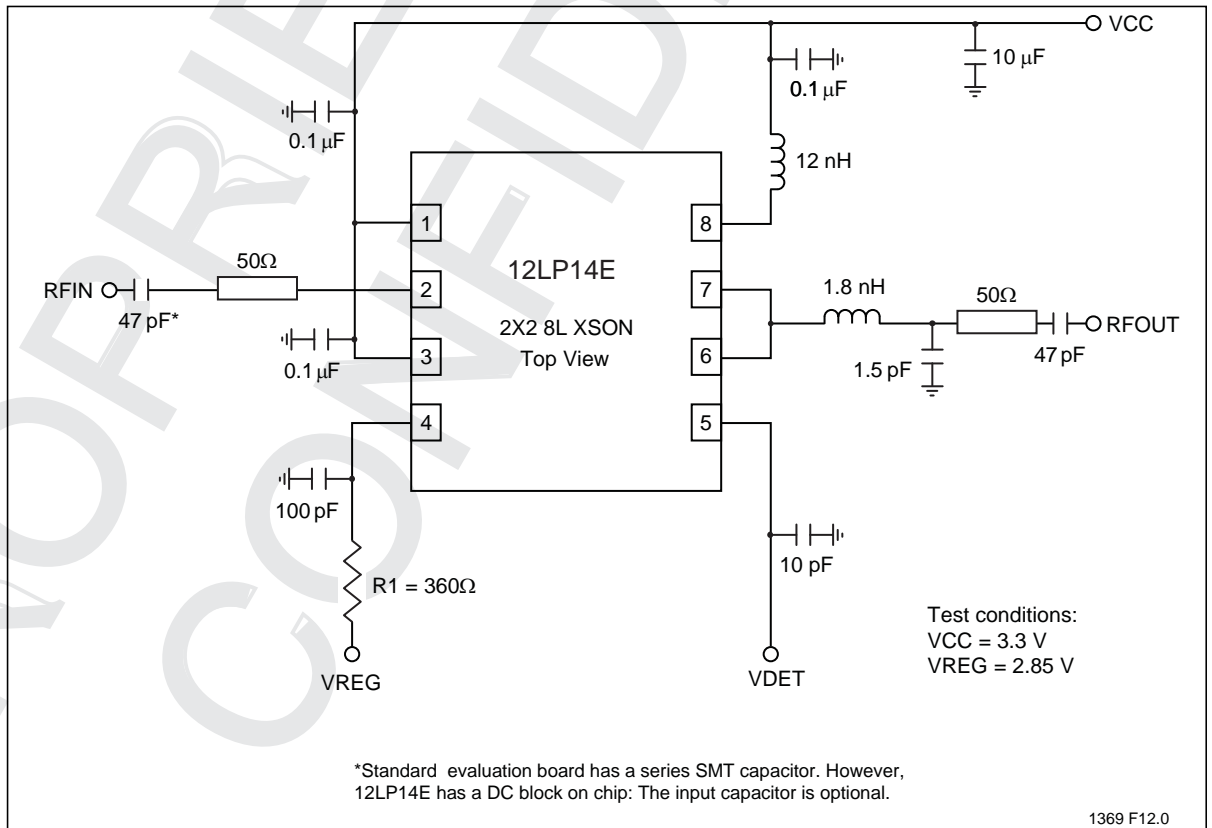 VCC
10 µF
0.1 µF
0.1 µF
12 nH
1
8
50Ω
12LP14E
RFIN
2
7
1.8 nH
50Ω
47 pF*
RFOUT
2X2 8L XSON
Top View
3
6
0.1 µF
1.5 pF
47 pF
4
5
100 pF
10 pF
R1 = 360Ω
Test conditions:
VCC = 3.3 V
VREG = 2.85 V
VREG
VDET
*Standard evaluation board has a series SMT capacitor. However,
12LP14E has a DC block on chip: The input capacitor is optional.
1369 F12.0